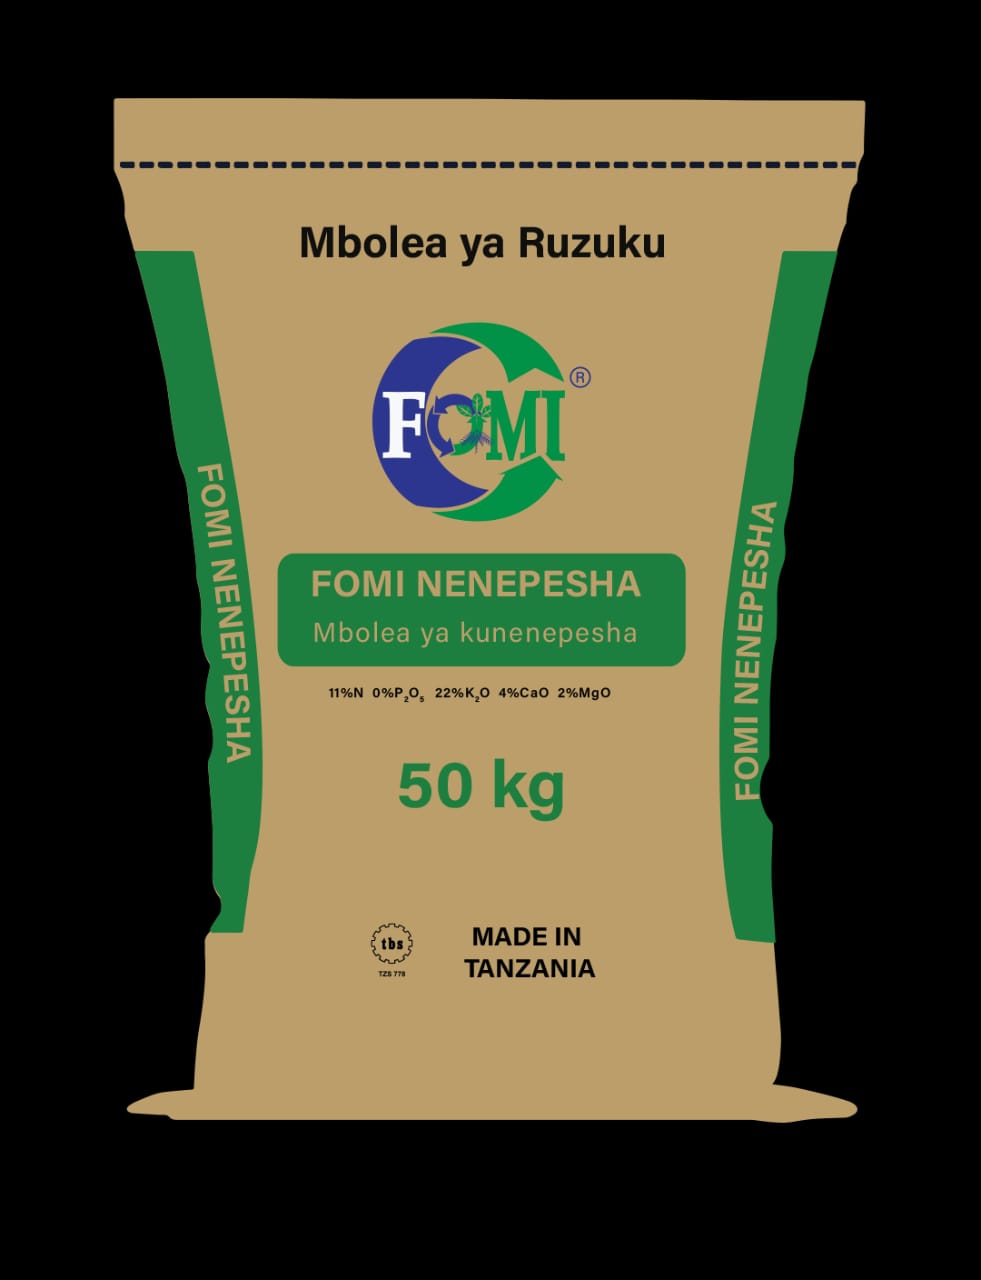 Mbolea ya Ruzuku
FOMI ®
FOMI NENEPESHA
FOMI NENEPESHA
Mbolea ya kunenepesha
11%N 0%P₂O₅ 22%K₂O 4%CaO 2%MgO
50 kg
FOMI NENEPESHA
tbs
TZS 778
MADE IN
TANZANIA